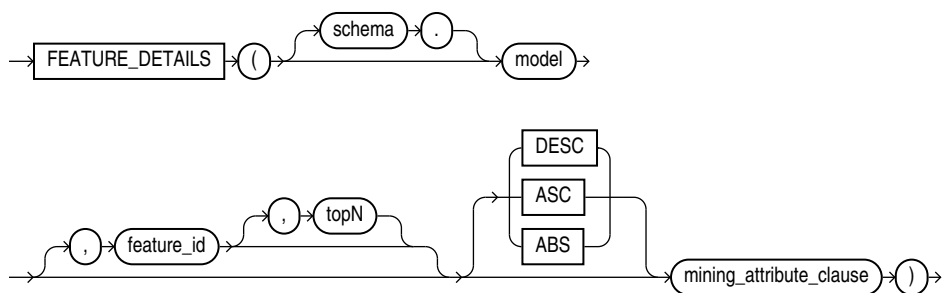 schema .
FEATURE_DETAILS ( model
DESC
ASC
ABS
, topN
, feature_id
mining_attribute_clause )